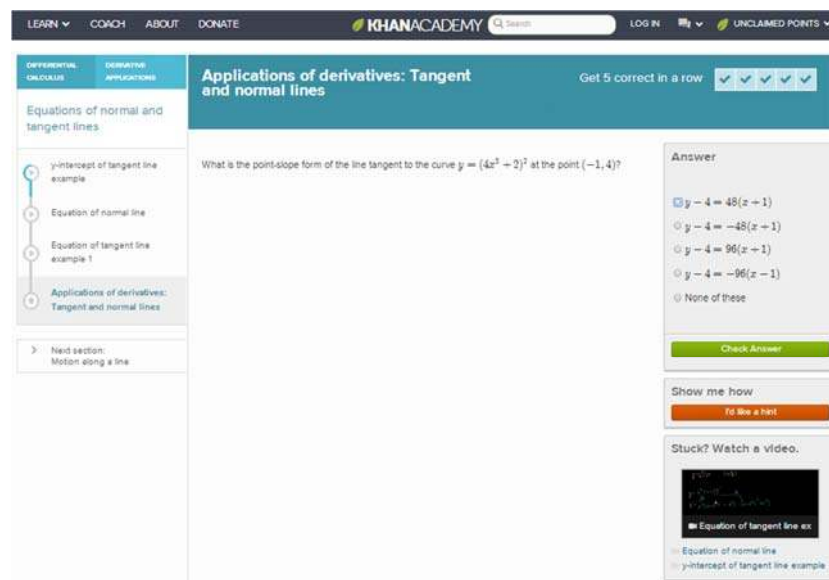 LEARN COACH ABOUT DONATE KHANACADEMY Search LOG IN UNCLAIMED POINTS
DIFFERENTIAL CALCULUS
DERIVATIVE APPLICATIONS
Equations of normal and
tangent lines
y-intercept of tangent line
example
Equation of normal line
Equation of tangent line
example 1
Applications of derivatives:
Tangent and normal lines
Next section:
Motion along a line
Applications of derivatives: Tangent
and normal lines
Get 5 correct in a row
What is the point-slope form of the line tangent to the curve y = (4x³ + 2)² at the point (−1, 4)?
Answer
y − 4 = 48(x + 1)
y − 4 = −48(x + 1)
y − 4 = 96(x + 1)
y − 4 = −96(x − 1)
None of these
Check Answer
Show me how
I'd like a hint
Stuck? Watch a video.
Equation of tangent line ex
Equation of normal line
y-intercept of tangent line example